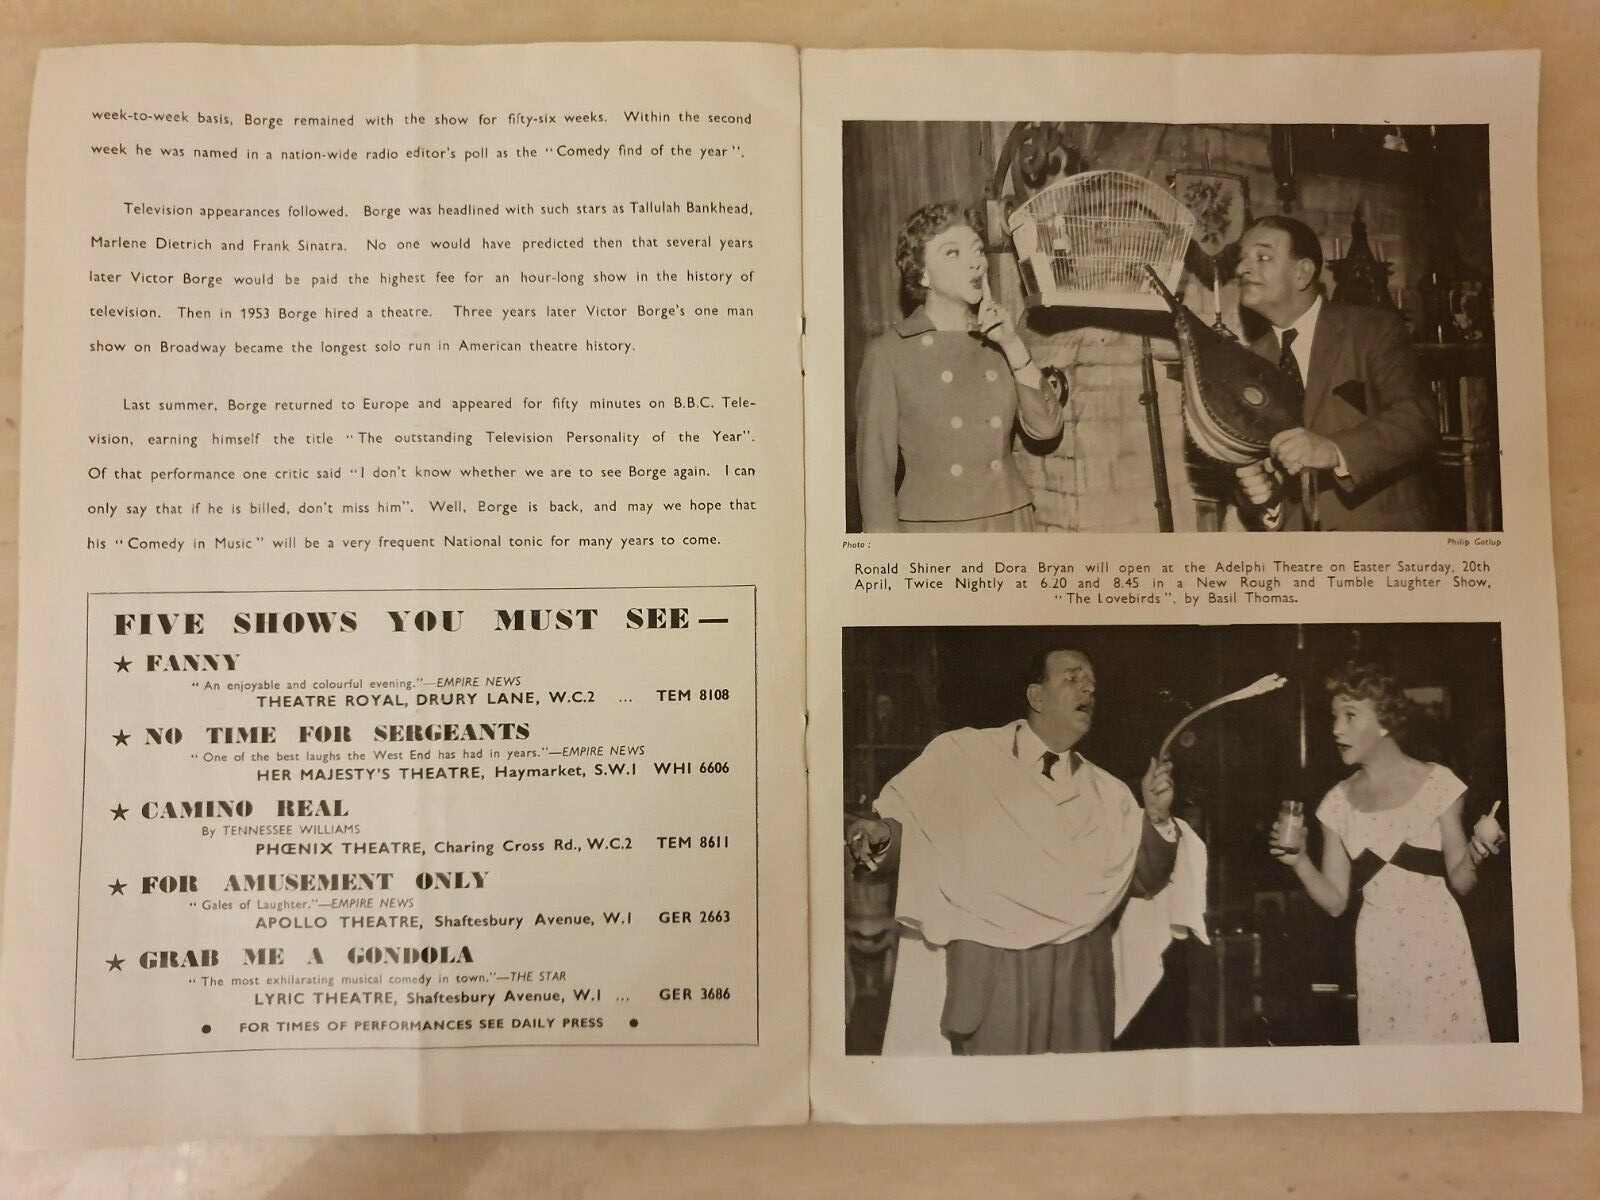 week-to-week basis, Borge remained with the show for fifty-six weeks. Within the second
week he was named in a nation-wide radio editor's poll as the "Comedy find of the year".
Television appearances followed. Borge was headlined with such stars as Tallulah Bankhead,
Marlene Dietrich and Frank Sinatra. No one would have predicted then that several years
later Victor Borge would be paid the highest fee for an hour-long show in the history of
television. Then in 1953 Borge hired a theatre. Three years later Victor Borge's one man
show on Broadway became the longest solo run in American theatre history.
Last summer, Borge returned to Europe and appeared for fifty minutes on B.B.C. Tele-
vision, earning himself the title "The outstanding Television Personality of the Year".
Of that performance one critic said "I don't know whether we are to see Borge again. I can
only say that if he is billed, don't miss him". Well, Borge is back, and may we hope that
his "Comedy in Music" will be a very frequent National tonic for many years to come.
FIVE SHOWS YOU MUST SEE—
★ FANNY
"An enjoyable and colourful evening."—EMPIRE NEWS
THEATRE ROYAL, DRURY LANE, W.C.2 ... TEM 8108
★ NO TIME FOR SERGEANTS
"One of the best laughs the West End has had in years."—EMPIRE NEWS
HER MAJESTY'S THEATRE, Haymarket, S.W.1 WHI 6606
★ CAMINO REAL
By TENNESSEE WILLIAMS
PHŒNIX THEATRE, Charing Cross Rd., W.C.2 TEM 8611
★ FOR AMUSEMENT ONLY
"Gales of Laughter."—EMPIRE NEWS
APOLLO THEATRE, Shaftesbury Avenue, W.1 GER 2663
★ GRAB ME A GONDOLA
"The most exhilarating musical comedy in town."—THE STAR
LYRIC THEATRE, Shaftesbury Avenue, W.1 ... GER 3686
● FOR TIMES OF PERFORMANCES SEE DAILY PRESS ●
Photo : Philip Gotlop
Ronald Shiner and Dora Bryan will open at the Adelphi Theatre on Easter Saturday, 20th
April, Twice Nightly at 6.20 and 8.45 in a New Rough and Tumble Laughter Show,
"The Lovebirds", by Basil Thomas.